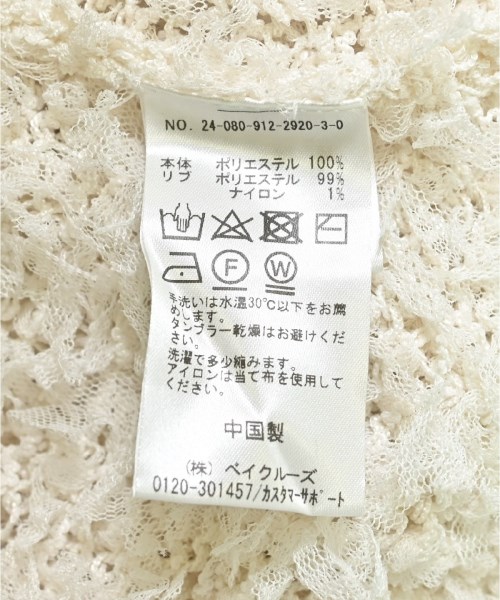 NO. 24-080-912-2920-3-0
本体 ポリエステル 100%
リブ ポリエステル 99%
ナイロン 1%
F W
手洗いは水温30℃以下をお薦
めします。
タンブラー乾燥はお避けくだ
さい。
洗濯で多少縮みます。
アイロンは当て布を使用して
ください。
中国製
(株) ベイクルーズ
0120-301457/カスタマーサポート